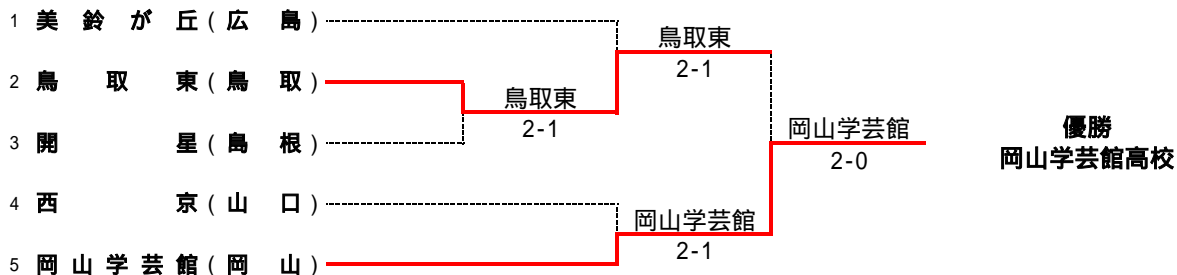 1 美鈴が丘(広島)
鳥取東
2-1
2 鳥取東(鳥取)
鳥取東
2-1
3 開星(島根)
岡山学芸館
2-0
優勝
岡山学芸館高校
4 西京(山口)
岡山学芸館
2-1
5 岡山学芸館(岡山)